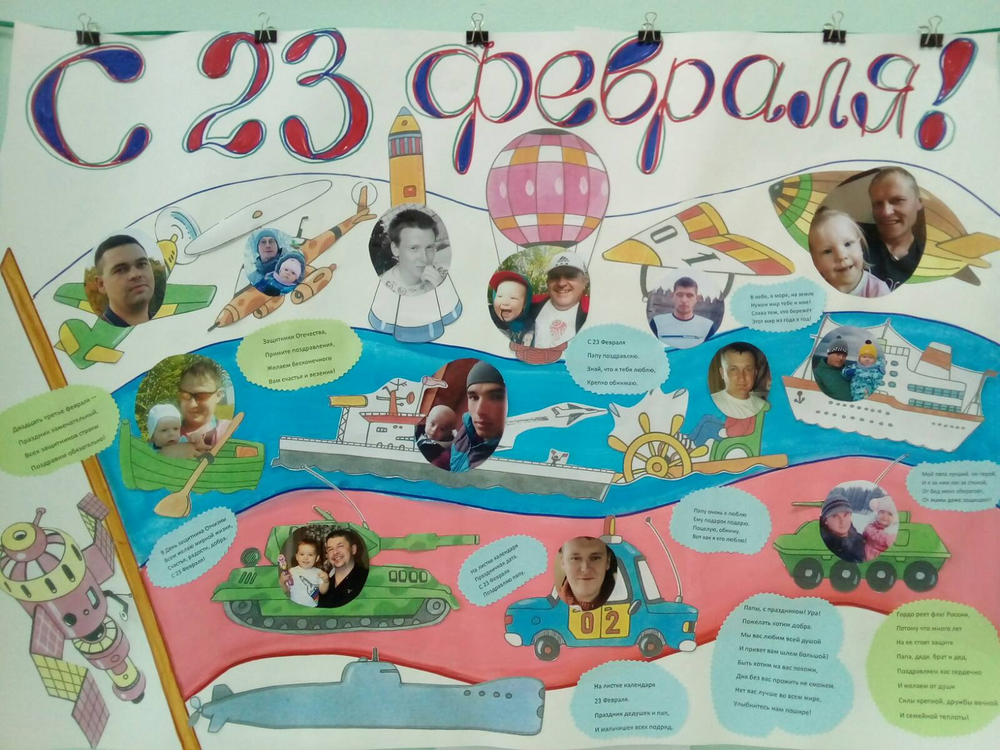 С 23 февраля!
В небе, в море, на земле
Нужен мир тебе и мне!
Слава тем, кто бережёт
Этот мир из года в год!
01
Защитники Отечества,
Примите поздравления,
Желаем бесконечного
Вам счастья и везения!
С 23 Февраля
Папу поздравляю.
Знай, что я тебя люблю,
Крепко обнимаю.
Двадцать третье февраля —
Праздник замечательный,
Всех защитников страны
Поздравим обязательно!
Мой папа лучший, он герой,
И я за ним как за стеной,
От бед меня оберегает,
От мамы даже защищает!
В День защитника Отчизны
Всем желаю мирной жизни,
Счастья, радости, добра.
С 23 Февраля!
На листке календаря
Праздничная дата.
С 23 Февраля
Поздравляю папу.
Папу очень я люблю
Ему подарок подарю.
Поцелую, обниму.
Вот как я его люблю!
02
Папы, с праздником! Ура!
Пожелать хотим добра.
Мы вас любим всей душой
И привет вам шлем большой!
Быть хотим на вас похожи,
Дня без вас прожить не сможем.
Нет вас лучше во всем мире,
Улыбнитесь нам пошире!
Гордо реет флаг России,
Потому что много лет
На ее стоят защите
Папа, дядя, брат и дед.
Поздравляем вас сердечно
И желаем от души
Силы крепкой, дружбы вечной
И семейной теплоты!
На листке календаря
23 Февраля.
Праздник дедушек и пап,
И мальчишек всех подряд.